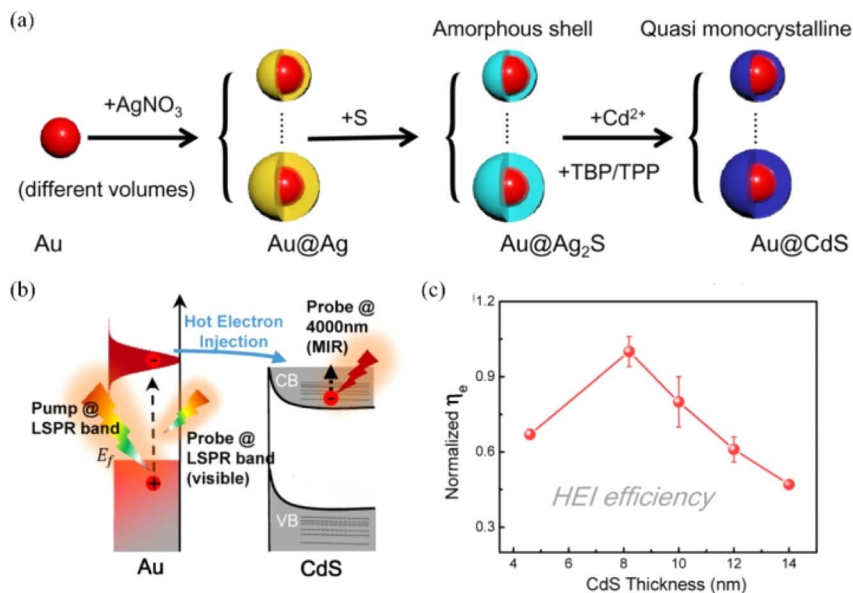 (a)
Amorphous shell
Quasi monocrystalline
+AgNO₃
+S
+Cd²⁺
+TBP/TPP
(different volumes)
Au
Au@Ag
Au@Ag₂S
Au@CdS
(b)
Hot Electron
Injection
Probe @
4000nm
(MIR)
CB
Pump @
LSPR band
E_f
Probe @
LSPR band
(visible)
VB
Au
CdS
(c)
Normalized η_e
1.2
0.9
0.6
0.3
HEI efficiency
4 6 8 10 12 14
CdS Thickness (nm)